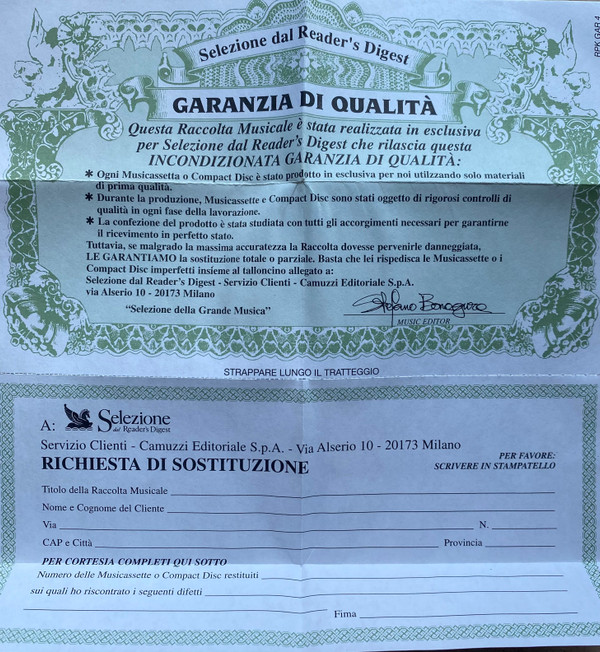 RPK GAR 4
Selezione dal Reader's Digest
GARANZIA DI QUALITÀ
Questa Raccolta Musicale è stata realizzata in esclusiva
per Selezione dal Reader's Digest che rilascia questa
INCONDIZIONATA GARANZIA DI QUALITÀ:
* Ogni Musicassetta o Compact Disc è stato prodotto in esclusiva per noi utilizzando solo materiali
di prima qualità.
* Durante la produzione, Musicassette e Compact Disc sono stati oggetto di rigorosi controlli di
qualità in ogni fase della lavorazione.
* La confezione del prodotto è stata studiata con tutti gli accorgimenti necessari per garantirne
il ricevimento in perfetto stato.
Tuttavia, se malgrado la massima accuratezza la Raccolta dovesse pervenirle danneggiata,
LE GARANTIAMO la sostituzione totale o parziale. Basta che lei rispedisca le Musicassette o i
Compact Disc imperfetti insieme al talloncino allegato a:
Selezione dal Reader's Digest - Servizio Clienti - Camuzzi Editoriale S.p.A.
via Alserio 10 - 20173 Milano
"Selezione della Grande Musica"
MUSIC EDITOR
STRAPPARE LUNGO IL TRATTEGGIO
A: Selezione
dal Reader's Digest
Servizio Clienti - Camuzzi Editoriale S.p.A. - Via Alserio 10 - 20173 Milano
RICHIESTA DI SOSTITUZIONE
PER FAVORE:
SCRIVERE IN STAMPATELLO
Titolo della Raccolta Musicale
Nome e Cognome del Cliente
Via N.
CAP e Città Provincia
PER CORTESIA COMPLETI QUI SOTTO
Numero delle Musicassette o Compact Disc restituiti
sui quali ho riscontrato i seguenti difetti
Fima